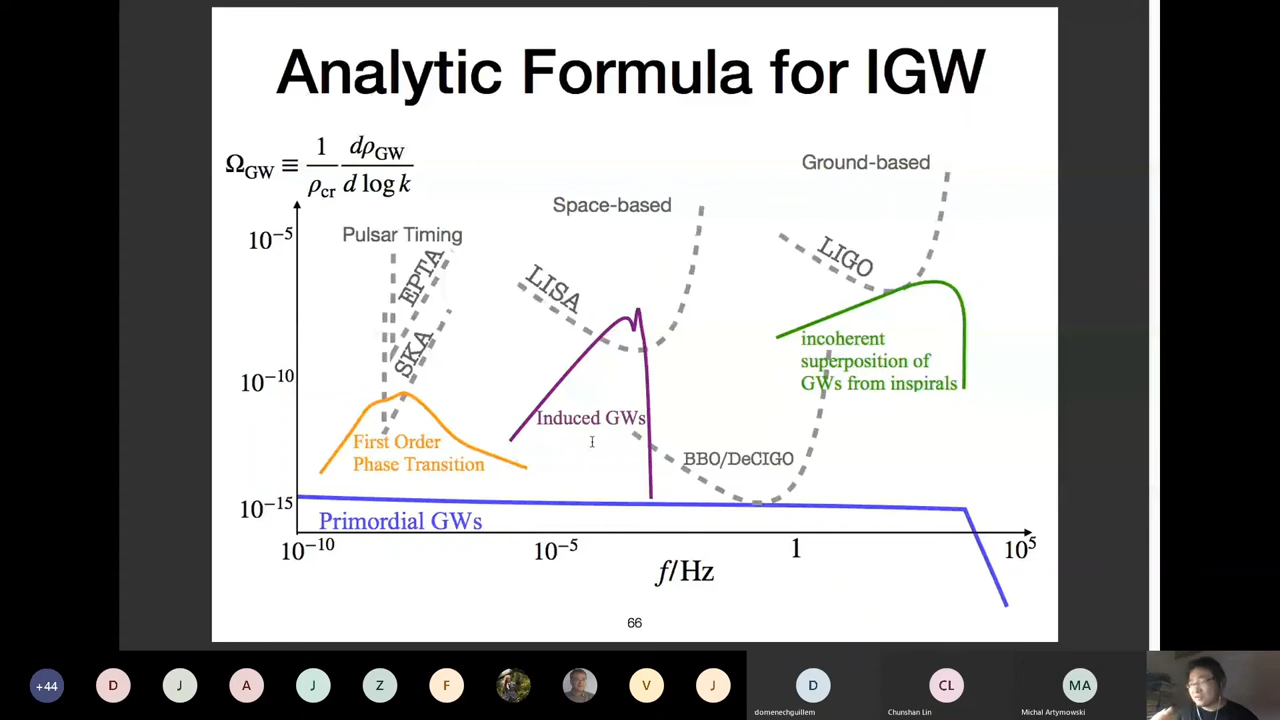 Analytic Formula for IGW
Ω_GW ≡ 1/ρ_cr dρ_GW/d log k
Ground-based
Space-based
Pulsar Timing
10⁻⁵
EPTA
LISA
LIGO
SKA
incoherent
superposition of
GWs from inspirals
10⁻¹⁰
Induced GWs
First Order
Phase Transition
BBO/DeCIGO
10⁻¹⁵
Primordial GWs
10⁻¹⁰
10⁻⁵
1
10⁵
f/Hz
66
+44
D
J
A
J
Z
F
V
J
D
CL
MA
domenechguillem
Chunshan Lin
Michal Artymowski